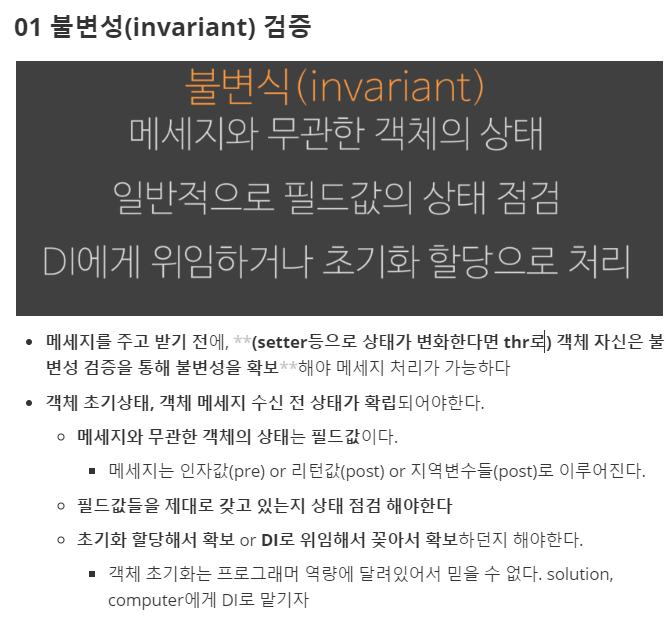 01 불변성(invariant) 검증
불변식(invariant)
메세지와 무관한 객체의 상태
일반적으로 필드값의 상태 점검
DI에게 위임하거나 초기화 할당으로 처리
메세지를 주고 받기 전에, **(setter등으로 상태가 변화한다면 thr로) 객체 자신은 불
변성 검증을 통해 불변성을 확보**해야 메세지 처리가 가능하다
객체 초기상태, 객체 메세지 수신 전 상태가 확립되어야한다.
메세지와 무관한 객체의 상태는 필드값이다.
메세지는 인자값(pre) or 리턴값(post) or 지역변수들(post)로 이루어진다.
필드값들을 제대로 갖고 있는지 상태 점검 해야한다
초기화 할당해서 확보 or DI로 위임해서 꽂아서 확보하던지 해야한다.
객체 초기화는 프로그래머 역량에 달려있어서 믿을 수 없다. solution,
computer에게 DI로 맡기자